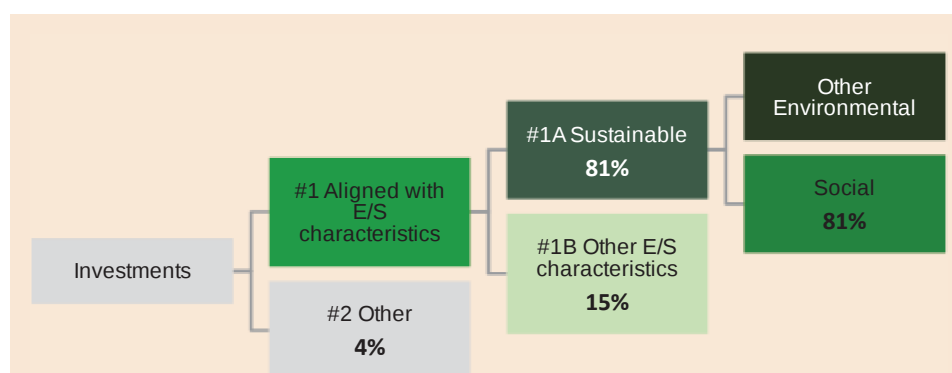 Investments
#1 Aligned with
E/S
characteristics
#2 Other
4%
#1A Sustainable
81%
#1B Other E/S
characteristics
15%
Other
Environmental
Social
81%